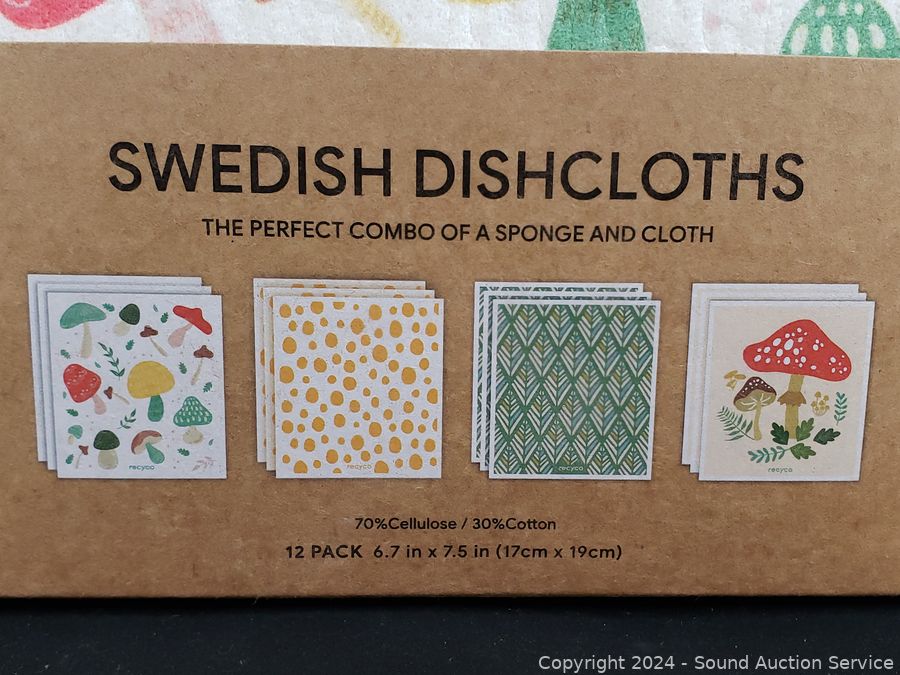 SWEDISH DISHCLOTHS
THE PERFECT COMBO OF A SPONGE AND CLOTH
recyco
recyco
recyco
recyco
70%Cellulose / 30%Cotton
12 PACK 6.7 in x 7.5 in (17cm x 19cm)
Copyright 2024 - Sound Auction Service